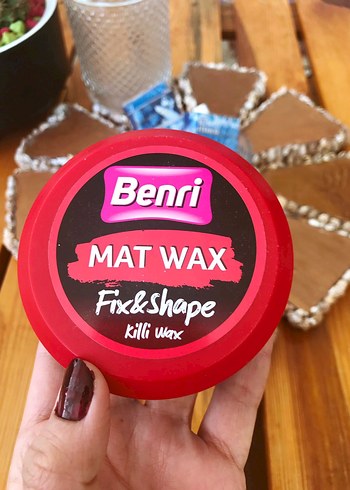 Benri
MAT WAX
Fix&Shape
Killi Wax